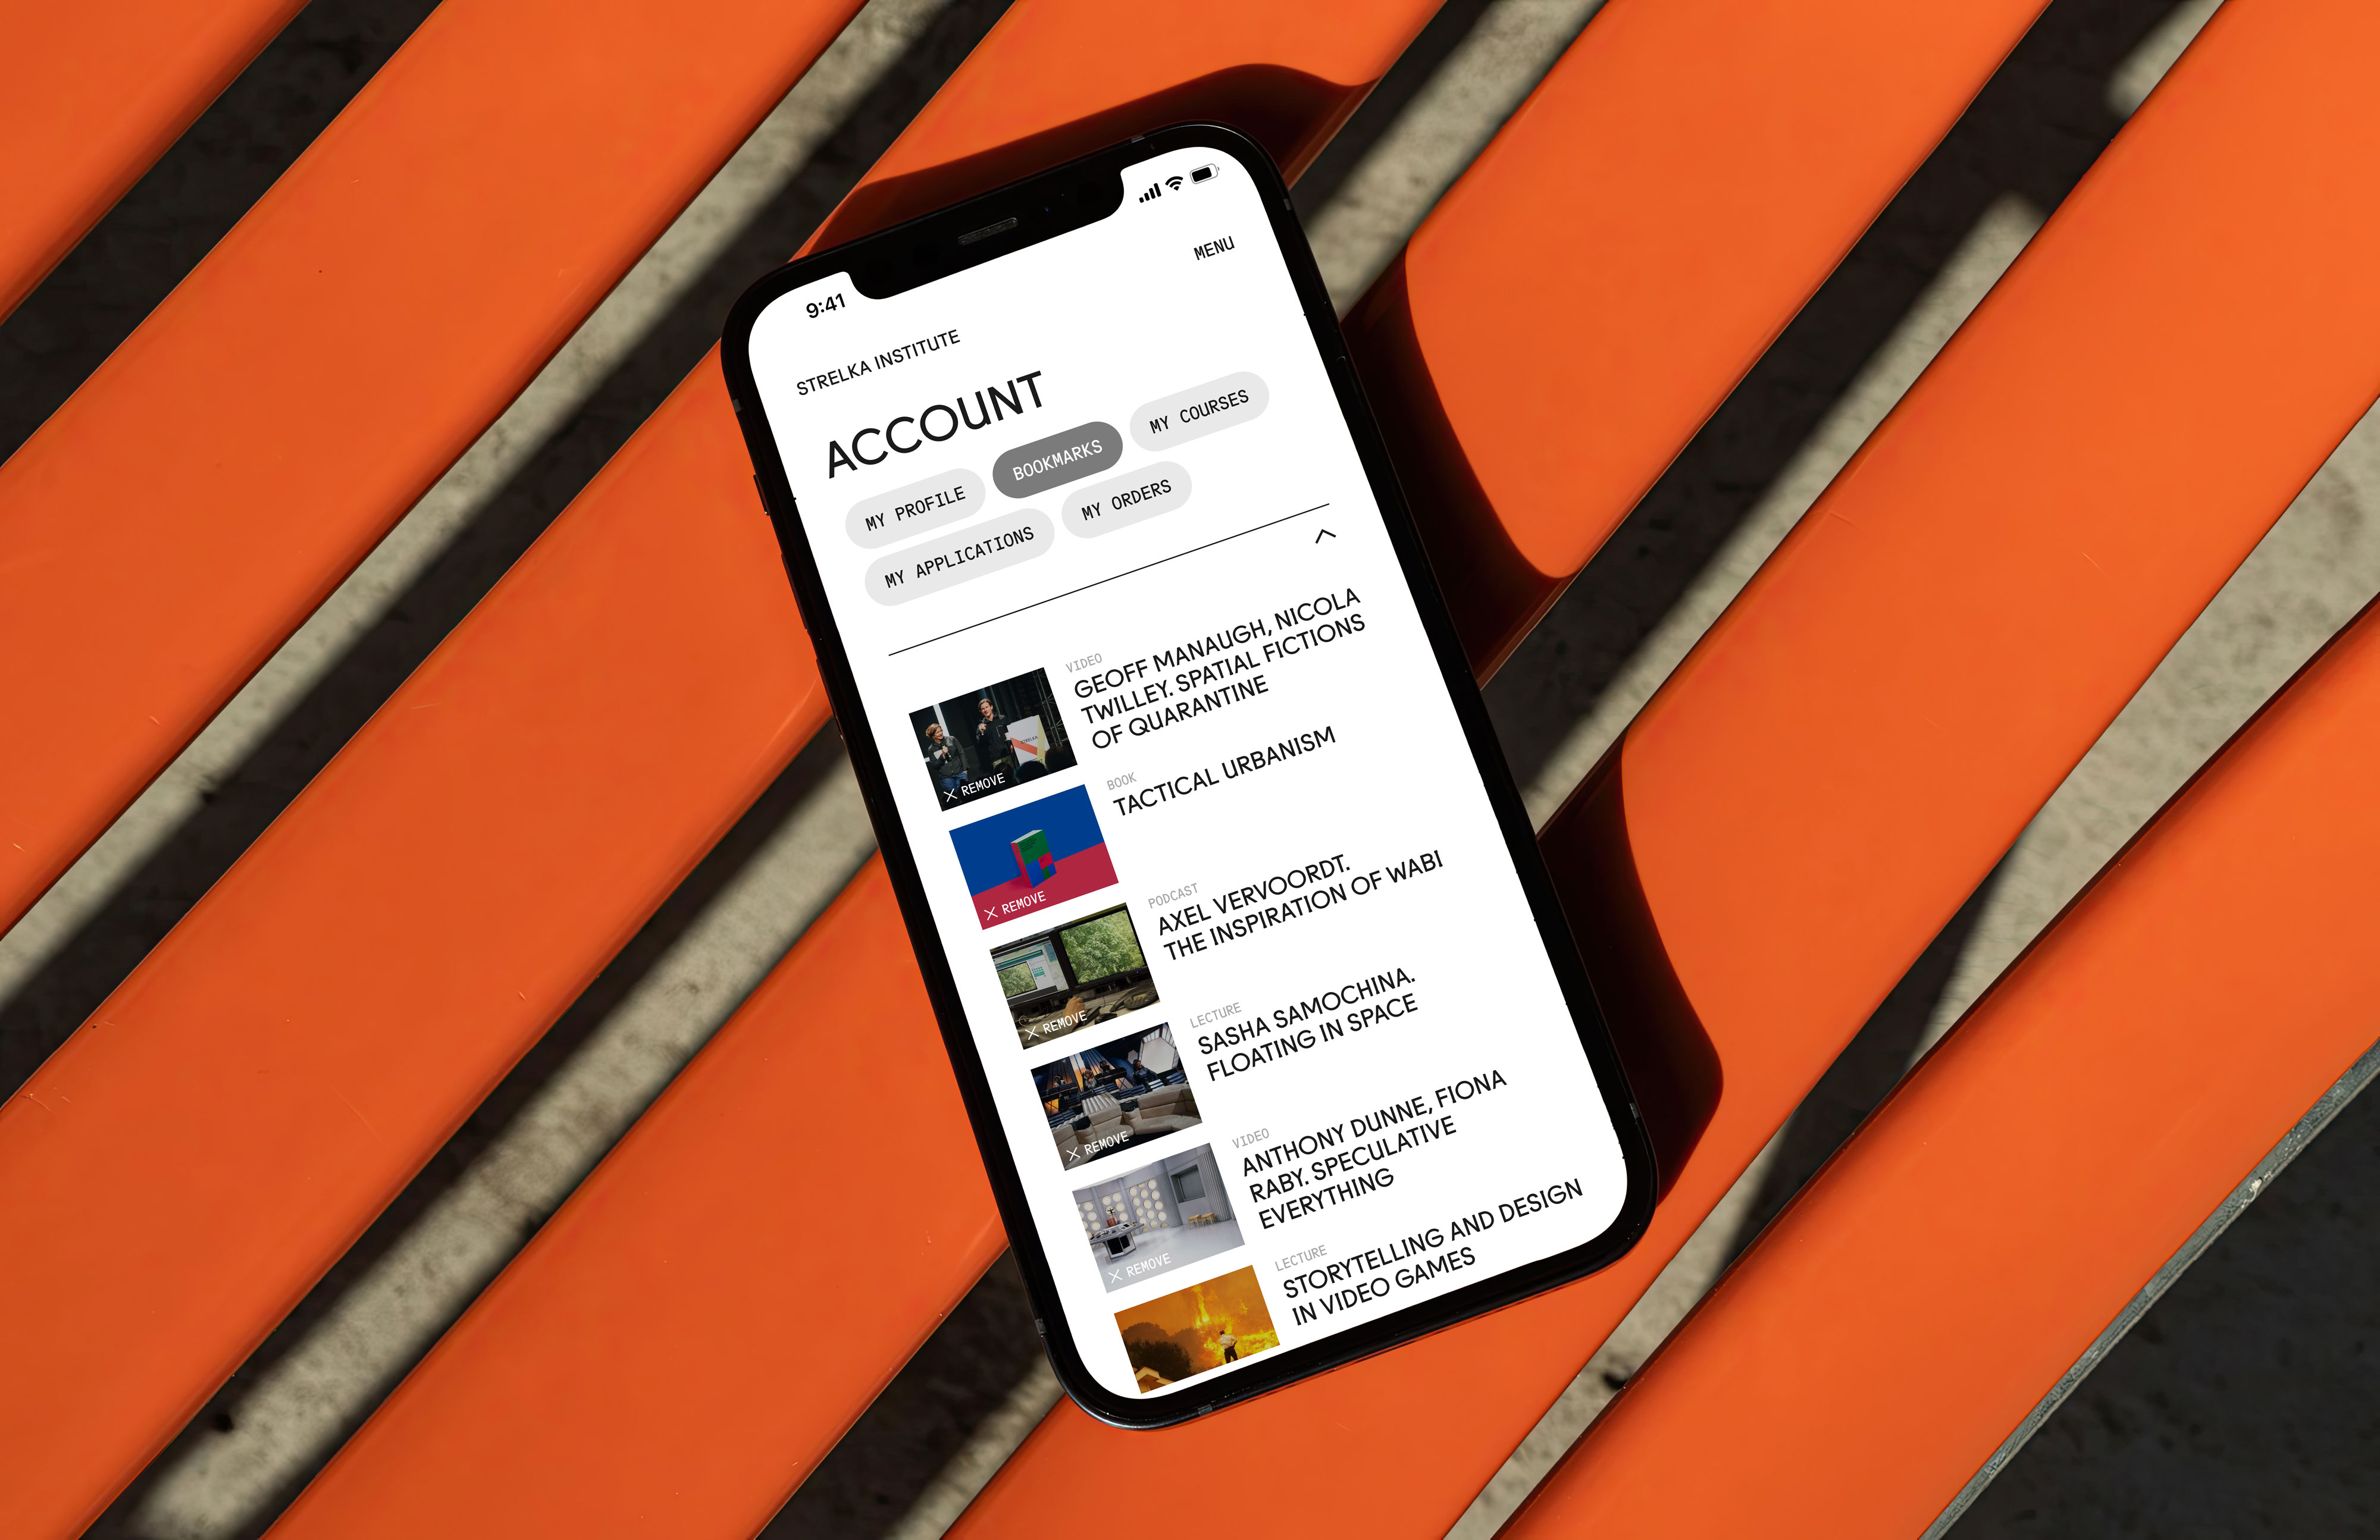 9:41
MENU
STRELKA INSTITUTE
ACCOUNT
MY PROFILE
BOOKMARKS
MY COURSES
MY APPLICATIONS
MY ORDERS
VIDEO
GEOFF MANAUGH, NICOLA
TWILLEY. SPATIAL FICTIONS
OF QUARANTINE
STRELKA
REMOVE
BOOK
TACTICAL URBANISM
REMOVE
PODCAST
AXEL VERVOORDT.
THE INSPIRATION OF WABI
REMOVE
LECTURE
SASHA SAMOCHINA.
FLOATING IN SPACE
REMOVE
VIDEO
ANTHONY DUNNE, FIONA
RABY. SPECULATIVE
EVERYTHING
REMOVE
LECTURE
STORYTELLING AND DESIGN
IN VIDEO GAMES